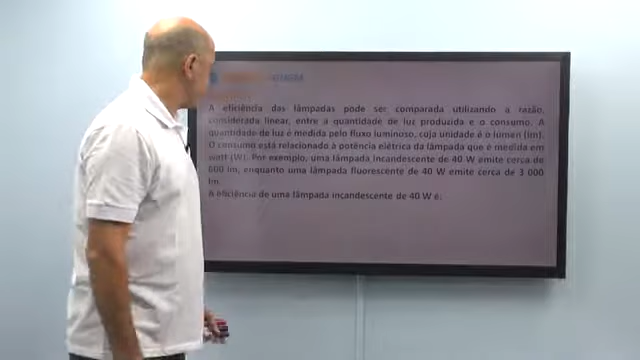 A eficiência das lâmpadas pode ser comparada utilizando a razão,
considerada linear, entre a quantidade de luz produzida e o consumo. A
quantidade de luz é medida pelo fluxo luminoso, cuja unidade é o lúmen (lm).
O consumo está relacionado à potência elétrica da lâmpada que é medida em
watt (W). Por exemplo, uma lâmpada incandescente de 40 W emite cerca de
600 lm, enquanto uma lâmpada fluorescente de 40 W emite cerca de 3 000
lm.
A eficiência de uma lâmpada incandescente de 40 W é: